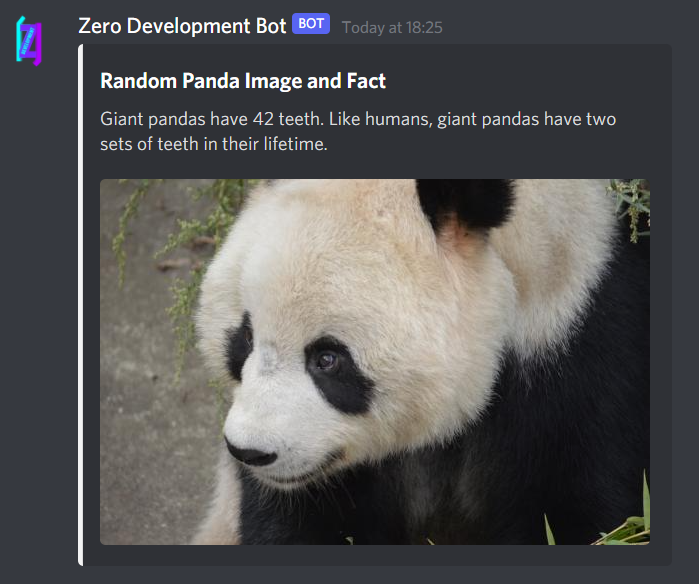 Zero Development Bot BOT Today at 18:25
Random Panda Image and Fact
Giant pandas have 42 teeth. Like humans, giant pandas have two
sets of teeth in their lifetime.